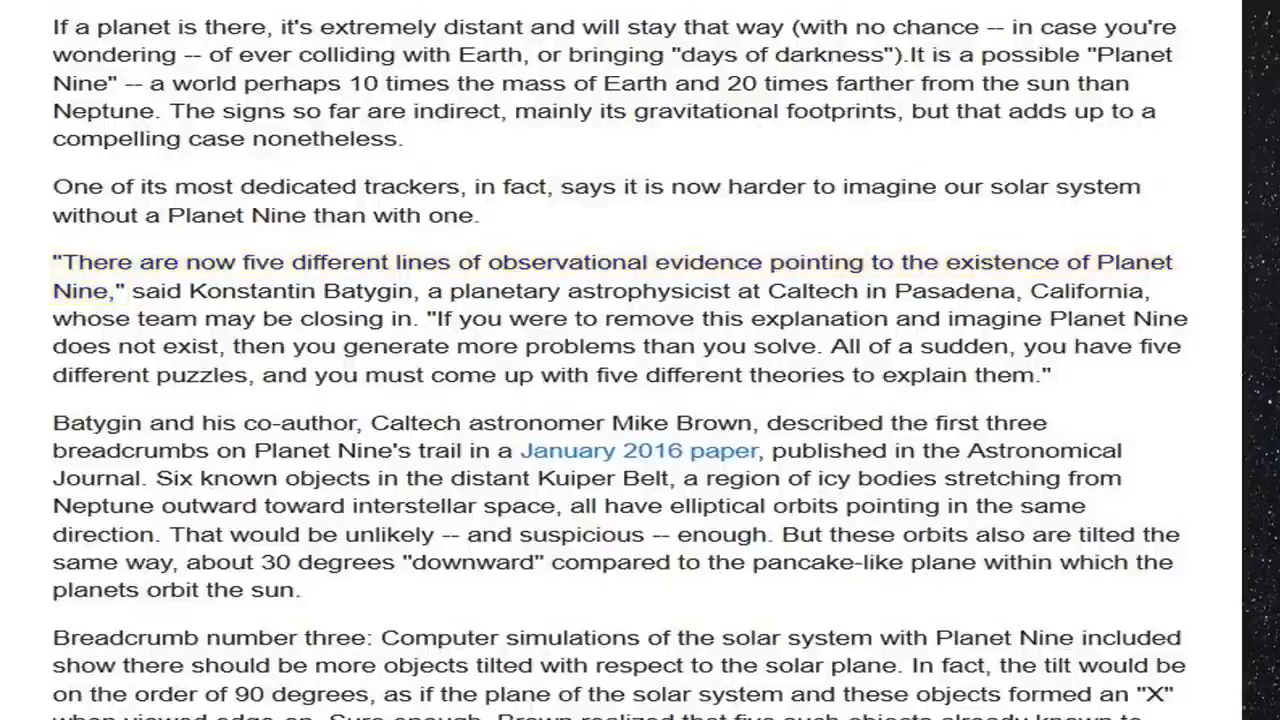 If a planet is there, it's extremely distant and will stay that way (with no chance -- in case you're
wondering -- of ever colliding with Earth, or bringing "days of darkness").It is a possible "Planet
Nine" -- a world perhaps 10 times the mass of Earth and 20 times farther from the sun than
Neptune. The signs so far are indirect, mainly its gravitational footprints, but that adds up to a
compelling case nonetheless.
One of its most dedicated trackers, in fact, says it is now harder to imagine our solar system
without a Planet Nine than with one.
"There are now five different lines of observational evidence pointing to the existence of Planet
Nine," said Konstantin Batygin, a planetary astrophysicist at Caltech in Pasadena, California,
whose team may be closing in. "If you were to remove this explanation and imagine Planet Nine
does not exist, then you generate more problems than you solve. All of a sudden, you have five
different puzzles, and you must come up with five different theories to explain them."
Batygin and his co-author, Caltech astronomer Mike Brown, described the first three
breadcrumbs on Planet Nine's trail in a January 2016 paper, published in the Astronomical
Journal. Six known objects in the distant Kuiper Belt, a region of icy bodies stretching from
Neptune outward toward interstellar space, all have elliptical orbits pointing in the same
direction. That would be unlikely -- and suspicious -- enough. But these orbits also are tilted the
same way, about 30 degrees "downward" compared to the pancake-like plane within which the
planets orbit the sun.
Breadcrumb number three: Computer simulations of the solar system with Planet Nine included
show there should be more objects tilted with respect to the solar plane. In fact, the tilt would be
on the order of 90 degrees, as if the plane of the solar system and these objects formed an "X"
when viewed edge-on. Sure enough, Brown realized that five such objects already known to